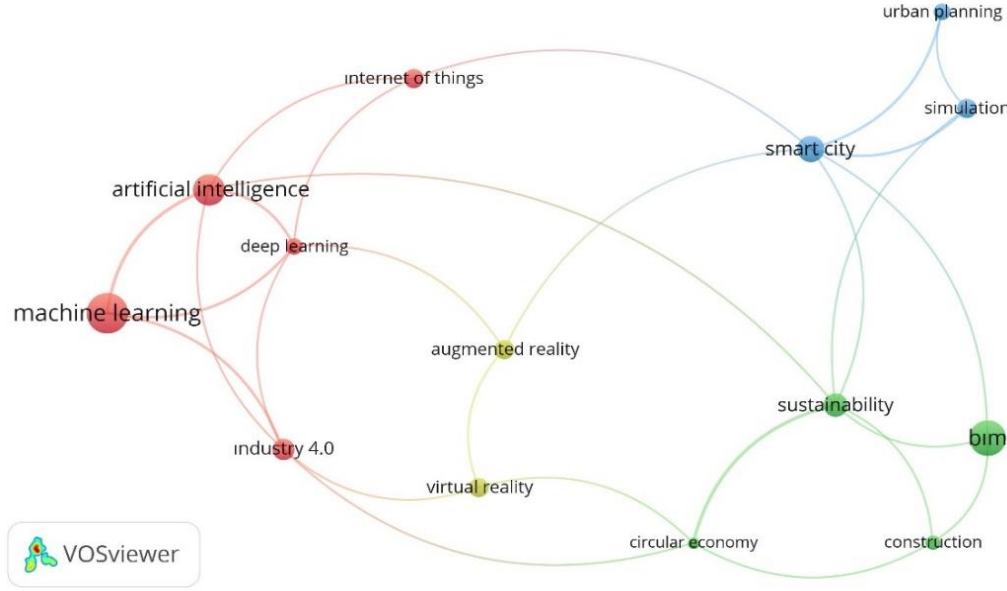 urban planning
internet of things
simulation
smart city
artificial intelligence
deep learning
machine learning
augmented reality
sustainability
bim
industry 4.0
virtual reality
circular economy
construction
VOSviewer